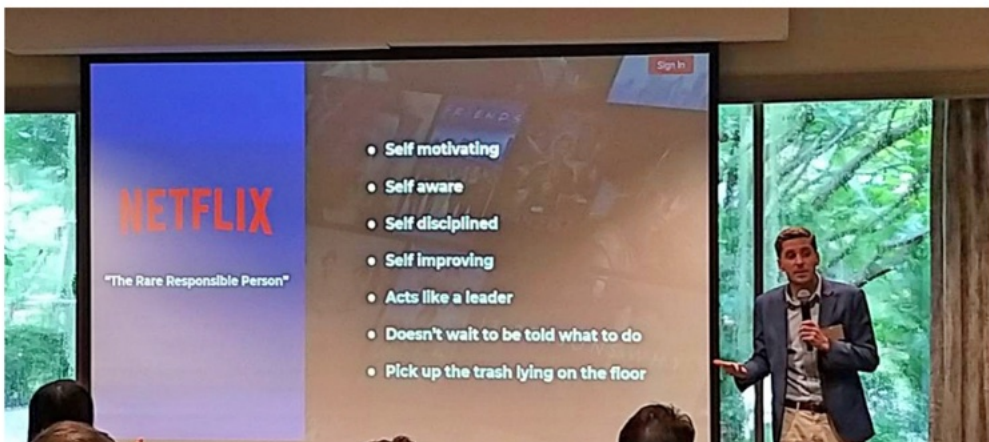 Sign In
FRIENDS
NETFLIX
"The Rare Responsible Person"
• Self motivating
• Self aware
• Self disciplined
• Self improving
• Acts like a leader
• Doesn't wait to be told what to do
• Pick up the trash lying on the floor